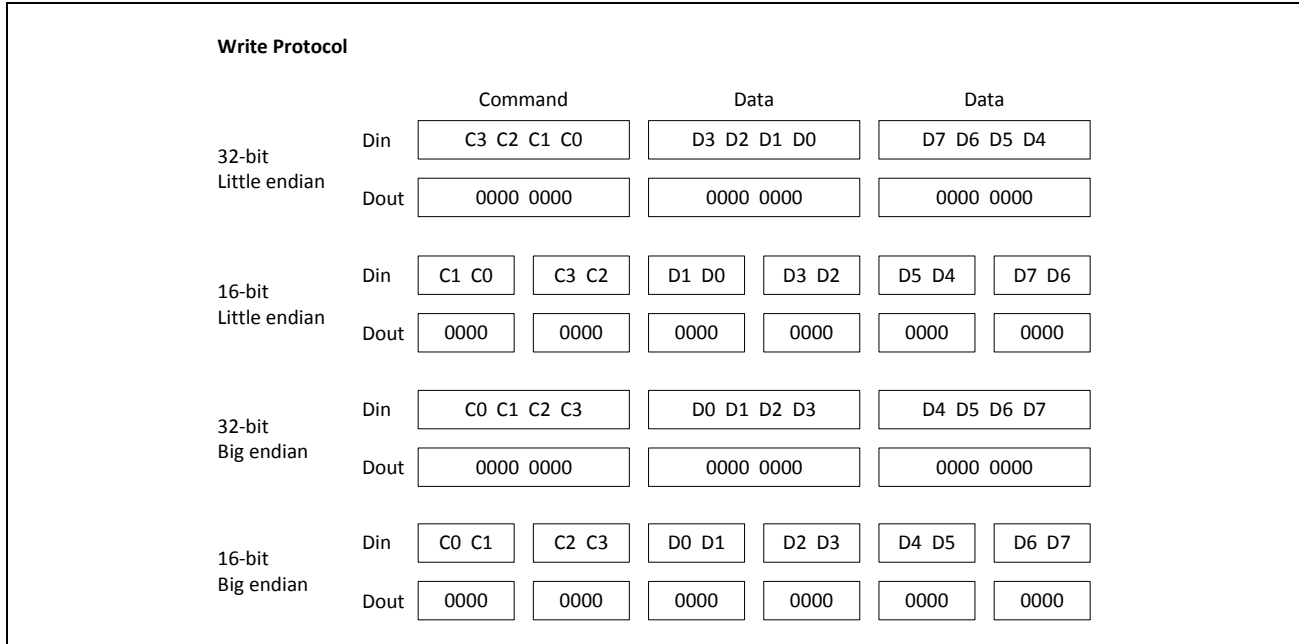 Write Protocol
Command Data Data
32-bit
Little endian
Din C3 C2 C1 C0 D3 D2 D1 D0 D7 D6 D5 D4
Dout 0000 0000 0000 0000 0000 0000
16-bit
Little endian
Din C1 C0 C3 C2 D1 D0 D3 D2 D5 D4 D7 D6
Dout 0000 0000 0000 0000 0000 0000
32-bit
Big endian
Din C0 C1 C2 C3 D0 D1 D2 D3 D4 D5 D6 D7
Dout 0000 0000 0000 0000 0000 0000
16-bit
Big endian
Din C0 C1 C2 C3 D0 D1 D2 D3 D4 D5 D6 D7
Dout 0000 0000 0000 0000 0000 0000